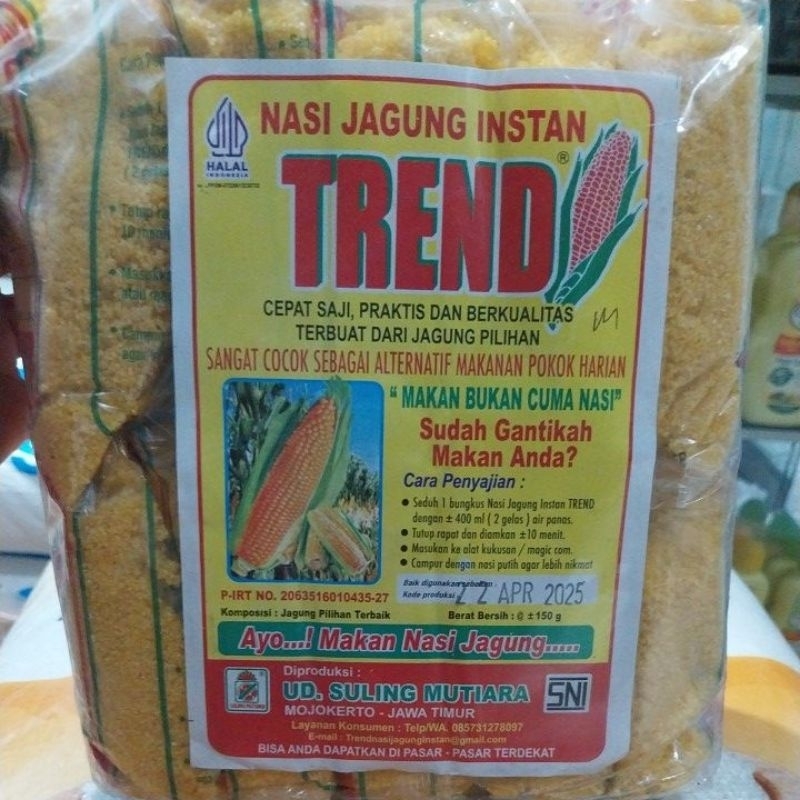 NASI JAGUNG INSTAN
HALAL
INDONESIA
TREND®
CEPAT SAJI, PRAKTIS DAN BERKUALITAS
TERBUAT DARI JAGUNG PILIHAN
SANGAT COCOK SEBAGAI ALTERNATIF MAKANAN POKOK HARIAN
"MAKAN BUKAN CUMA NASI"
Sudah Gantikah
Makan Anda?
Cara Penyajian :
• Seduh 1 bungkus Nasi Jagung Instan TREND
dengan ± 400 ml ( 2 gelas ) air panas.
• Tutup rapat dan diamkan ±10 menit.
• Masukan ke alat kukusan / magic com.
• Campur dengan nasi putih agar lebih nikmat
Baik digunakan sebelum :
Kode produksi :
22 APR 2025
P-IRT NO. 2063516010435-27
Komposisi : Jagung Pilihan Terbaik
Berat Bersih : @ ± 150 g
Ayo...! Makan Nasi Jagung.....
Diproduksi :
UD. SULING MUTIARA
MOJOKERTO - JAWA TIMUR
SNI
Layanan Konsumen : Telp/WA. 085731278097
E-mail : Trendnasijagunginstan@gmail.com
BISA ANDA DAPATKAN DI PASAR - PASAR TERDEKAT